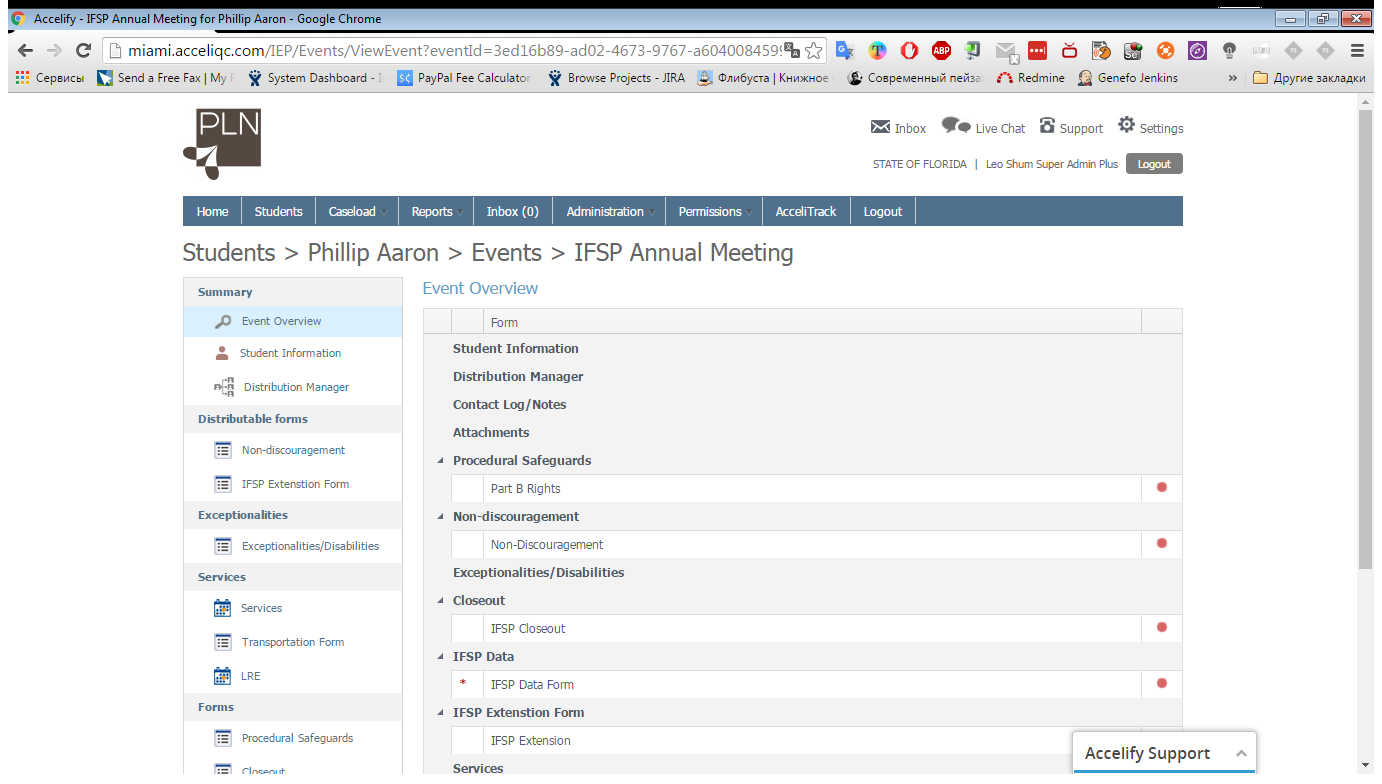 Accelify - IFSP Annual Meeting for Phillip Aaron - Google Chrome
miami.acceliqc.com/IEP/Events/ViewEvent?eventId=3ed16b89-ad02-4673-9767-a6040084599
Сервисы Send a Free Fax | My F System Dashboard - I PayPal Fee Calculator Browse Projects - JIRA Флибуста | Книжное Современный пейза Redmine Genefo Jenkins » Другие закладки
PLN
Inbox Live Chat Support Settings
STATE OF FLORIDA | Leo Shum Super Admin Plus Logout
Home Students Caseload Reports Inbox (0) Administration Permissions AcceliTrack Logout
Students > Phillip Aaron > Events > IFSP Annual Meeting
Summary
Event Overview
Student Information
Distribution Manager
Distributable forms
Non-discouragement
IFSP Extenstion Form
Exceptionalities
Exceptionalities/Disabilities
Services
Services
Transportation Form
LRE
Forms
Procedural Safeguards
Closeout
Event Overview
Form
Student Information
Distribution Manager
Contact Log/Notes
Attachments
Procedural Safeguards
Part B Rights
Non-discouragement
Non-Discouragement
Exceptionalities/Disabilities
Closeout
IFSP Closeout
IFSP Data
* IFSP Data Form
IFSP Extenstion Form
IFSP Extension
Services
Accelify Support